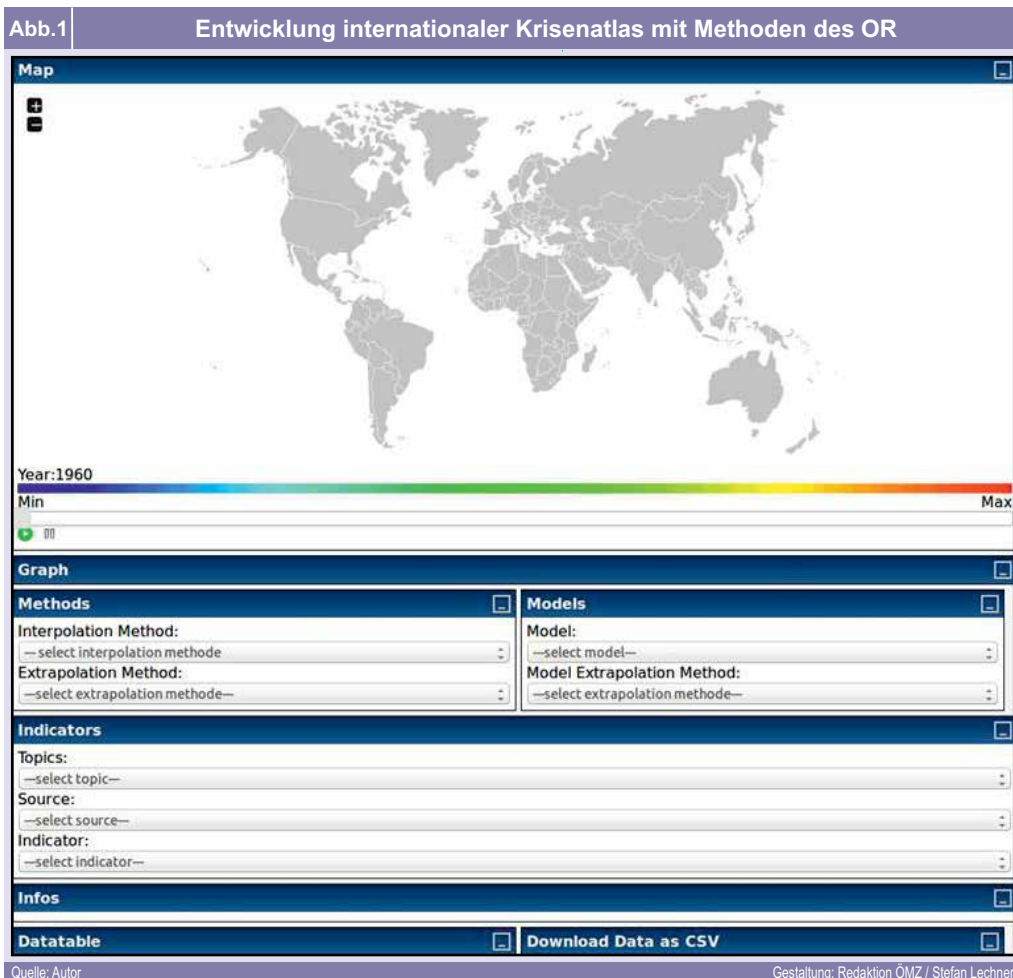 Abb.1
Entwicklung internationaler Krisenatlas mit Methoden des OR
Map
Year:1960
Min
Max
Graph
Methods
Models
Interpolation Method:
Model:
— select interpolation methode
—select model—
Extrapolation Method:
Model Extrapolation Method:
—select extrapolation methode—
—select extrapolation methode—
Indicators
Topics:
—select topic—
Source:
—select source—
Indicator:
—select indicator—
Infos
Datatable
Download Data as CSV
Quelle: Autor
Gestaltung: Redaktion ÖMZ / Stefan Lechner